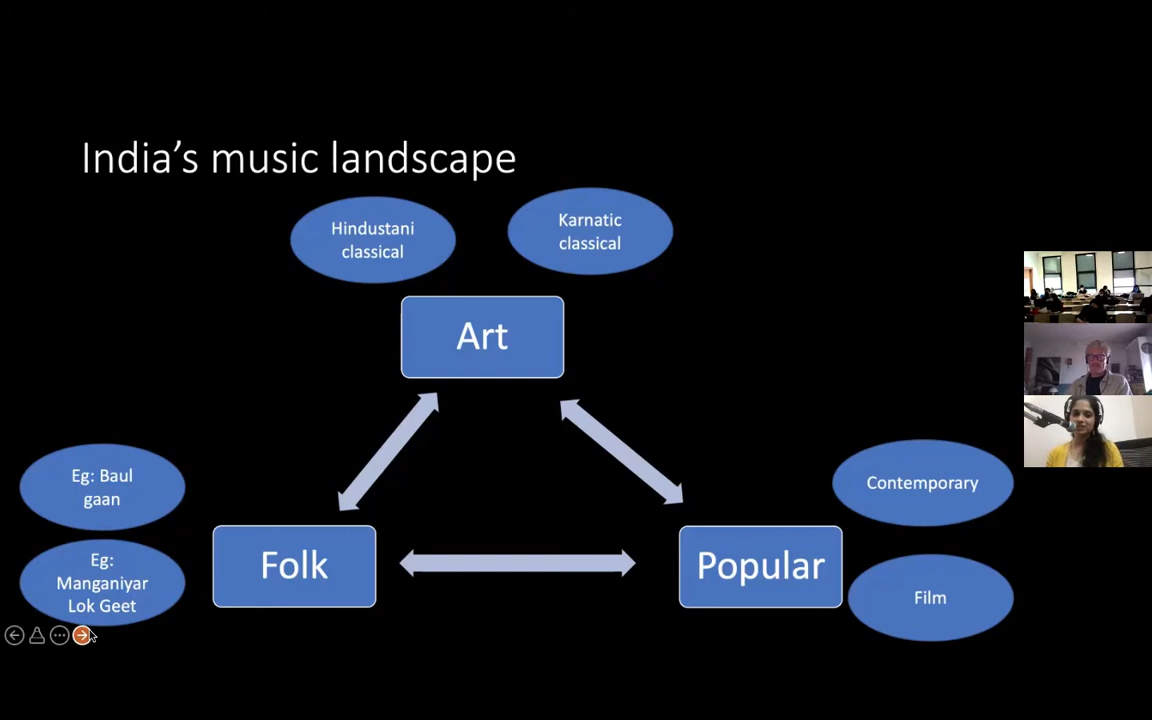 India's music landscape
Hindustani
classical
Karnatic
classical
Art
Eg: Baul
gaan
Eg:
Manganiyar
Lok Geet
Folk
Popular
Contemporary
Film